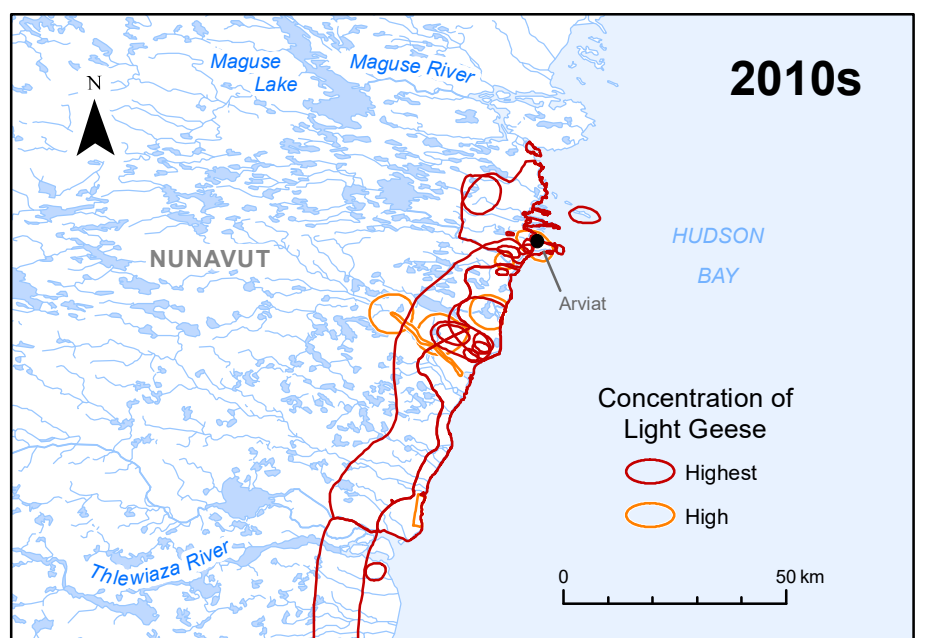 2010s
Maguse
Lake
Maguse River
N
NUNAVUT
HUDSON
BAY
Arviat
Concentration of
Light Geese
Highest
High
Thlewiaza River
0
50 km